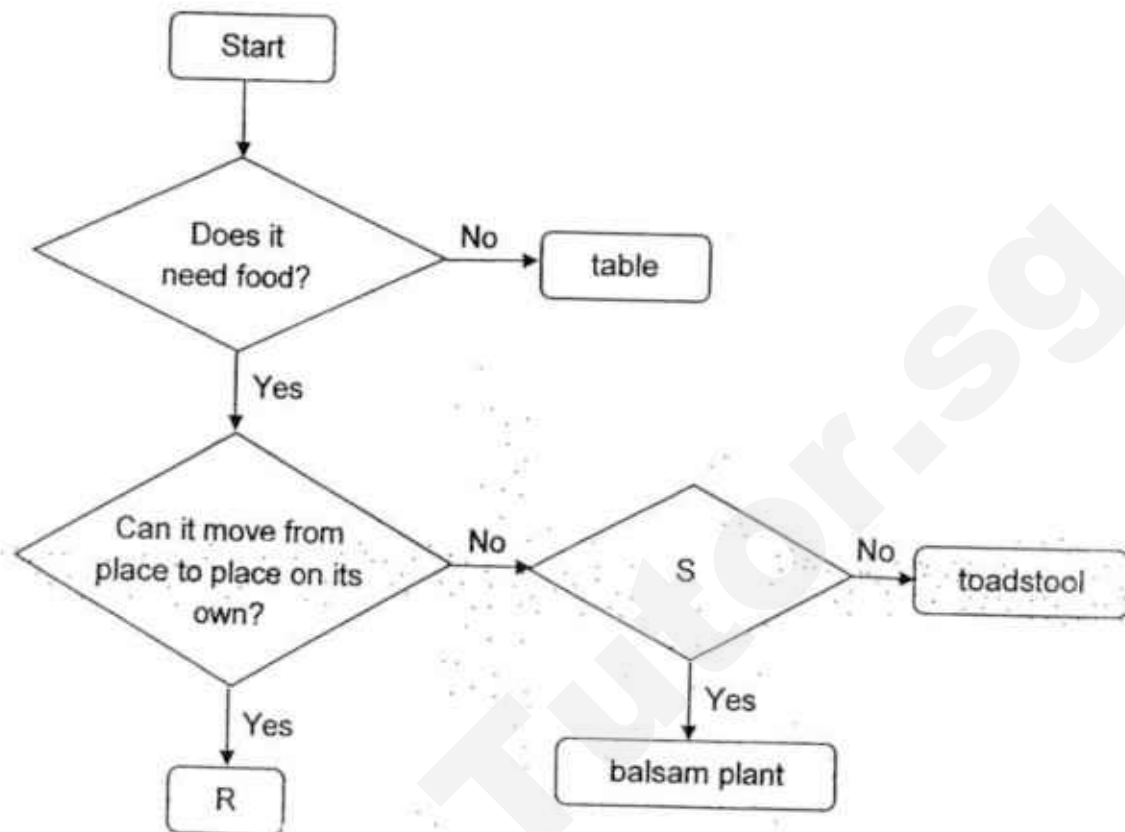 Start
Does it
need food?
No
table
Yes
Can it move from
place to place on its
own?
No
S
No
toadstool
Yes
R
Yes
balsam plant
Tutor.sg